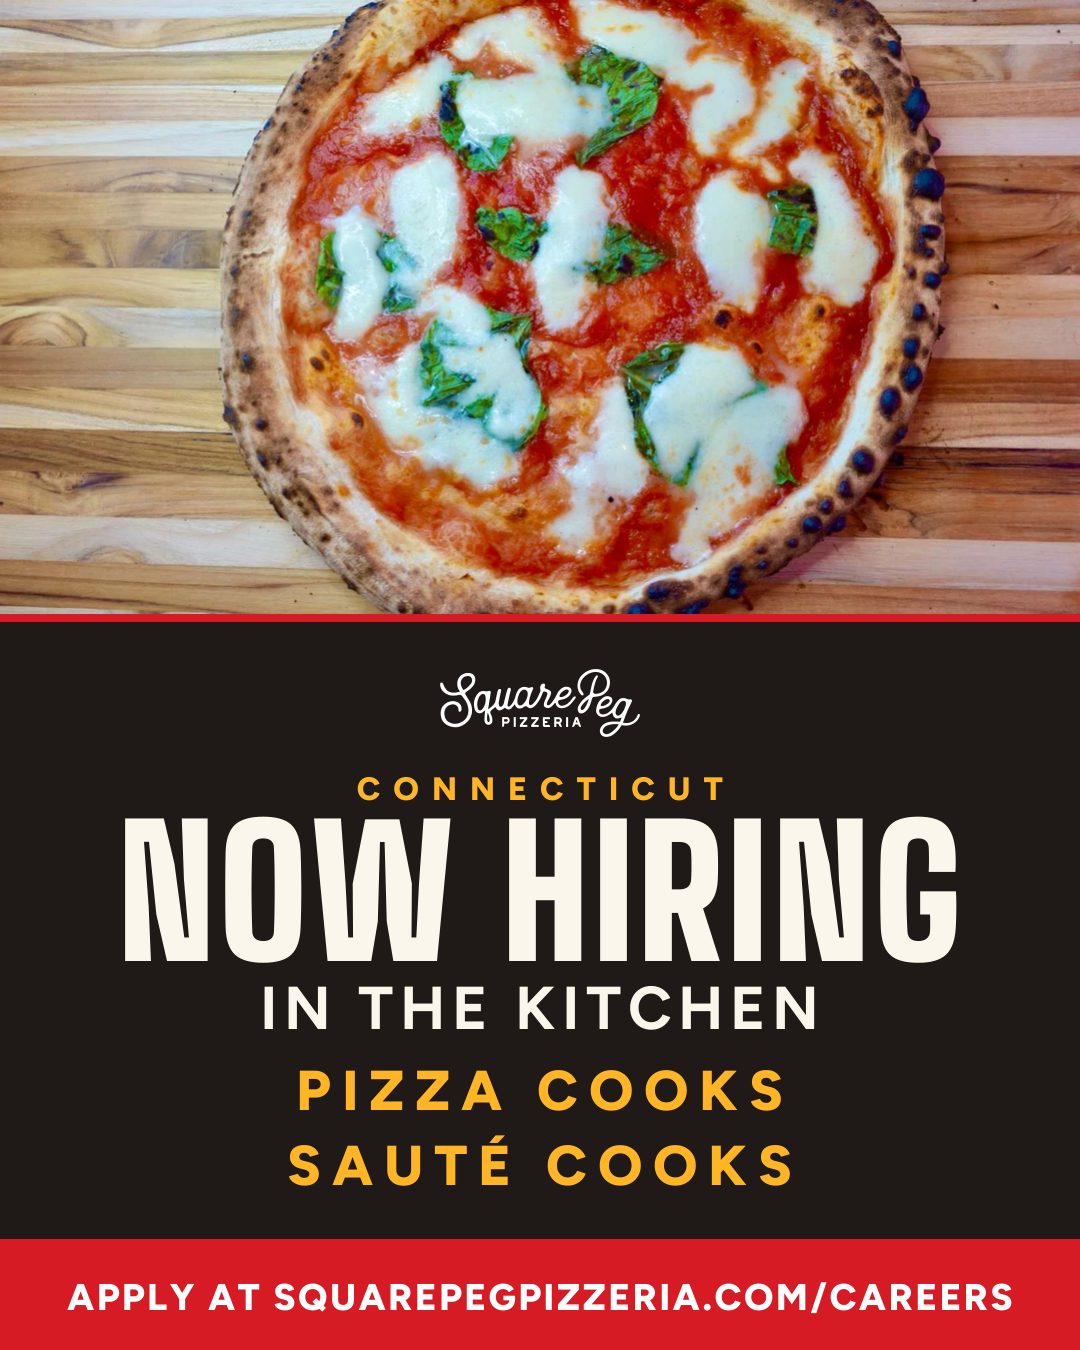 Square Peg
PIZZERIA
CONNECTICUT
NOW HIRING
IN THE KITCHEN
PIZZA COOKS
SAUTÉ COOKS
APPLY AT SQUAREPEGPIZZERIA.COM/CAREERS